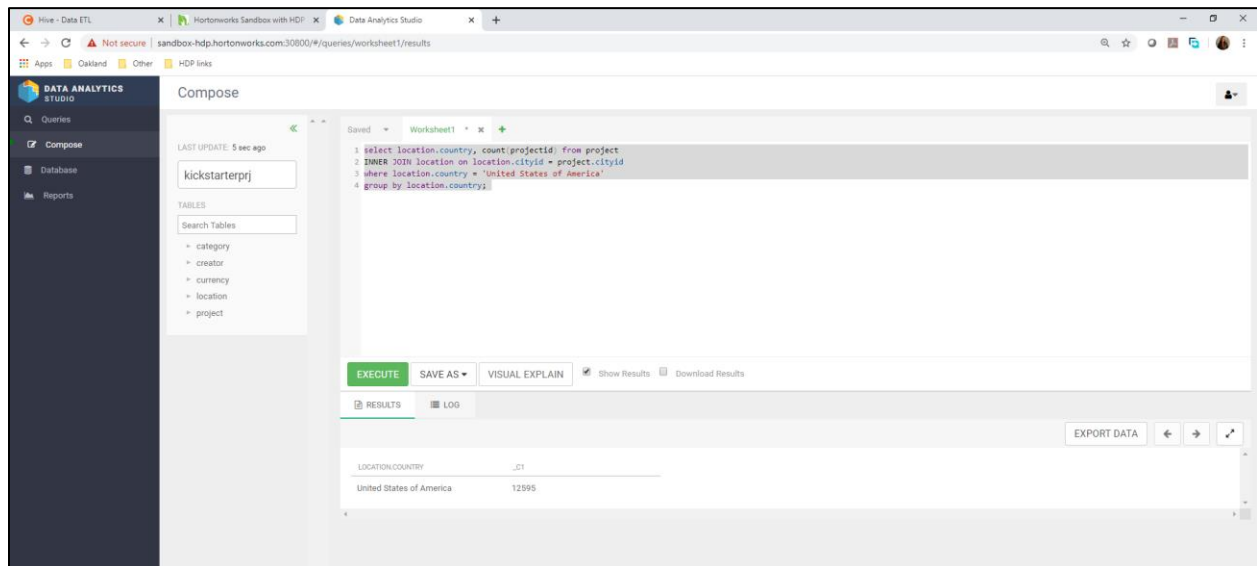 Hive - Data ETL
Hortonworks Sandbox with HDP
Data Analytics Studio
Not secure | sandbox-hdp.hortonworks.com:30800/#/queries/worksheet1/results
Apps Oakland Other HDP links
DATA ANALYTICS
STUDIO
Compose
Queries
Compose
Database
Reports
LAST UPDATE: 5 sec ago
kickstarterprj
TABLES
Search Tables
category
creator
currency
location
project
Saved Worksheet1 *
1 select location.country, count(projectid) from project
2 INNER JOIN location on location.cityid = project.cityid
3 where location.country = 'United States of America'
4 group by location.country;
EXECUTE SAVE AS VISUAL EXPLAIN Show Results Download Results
RESULTS LOG
EXPORT DATA
LOCATION.COUNTRY _C1
United States of America 12595